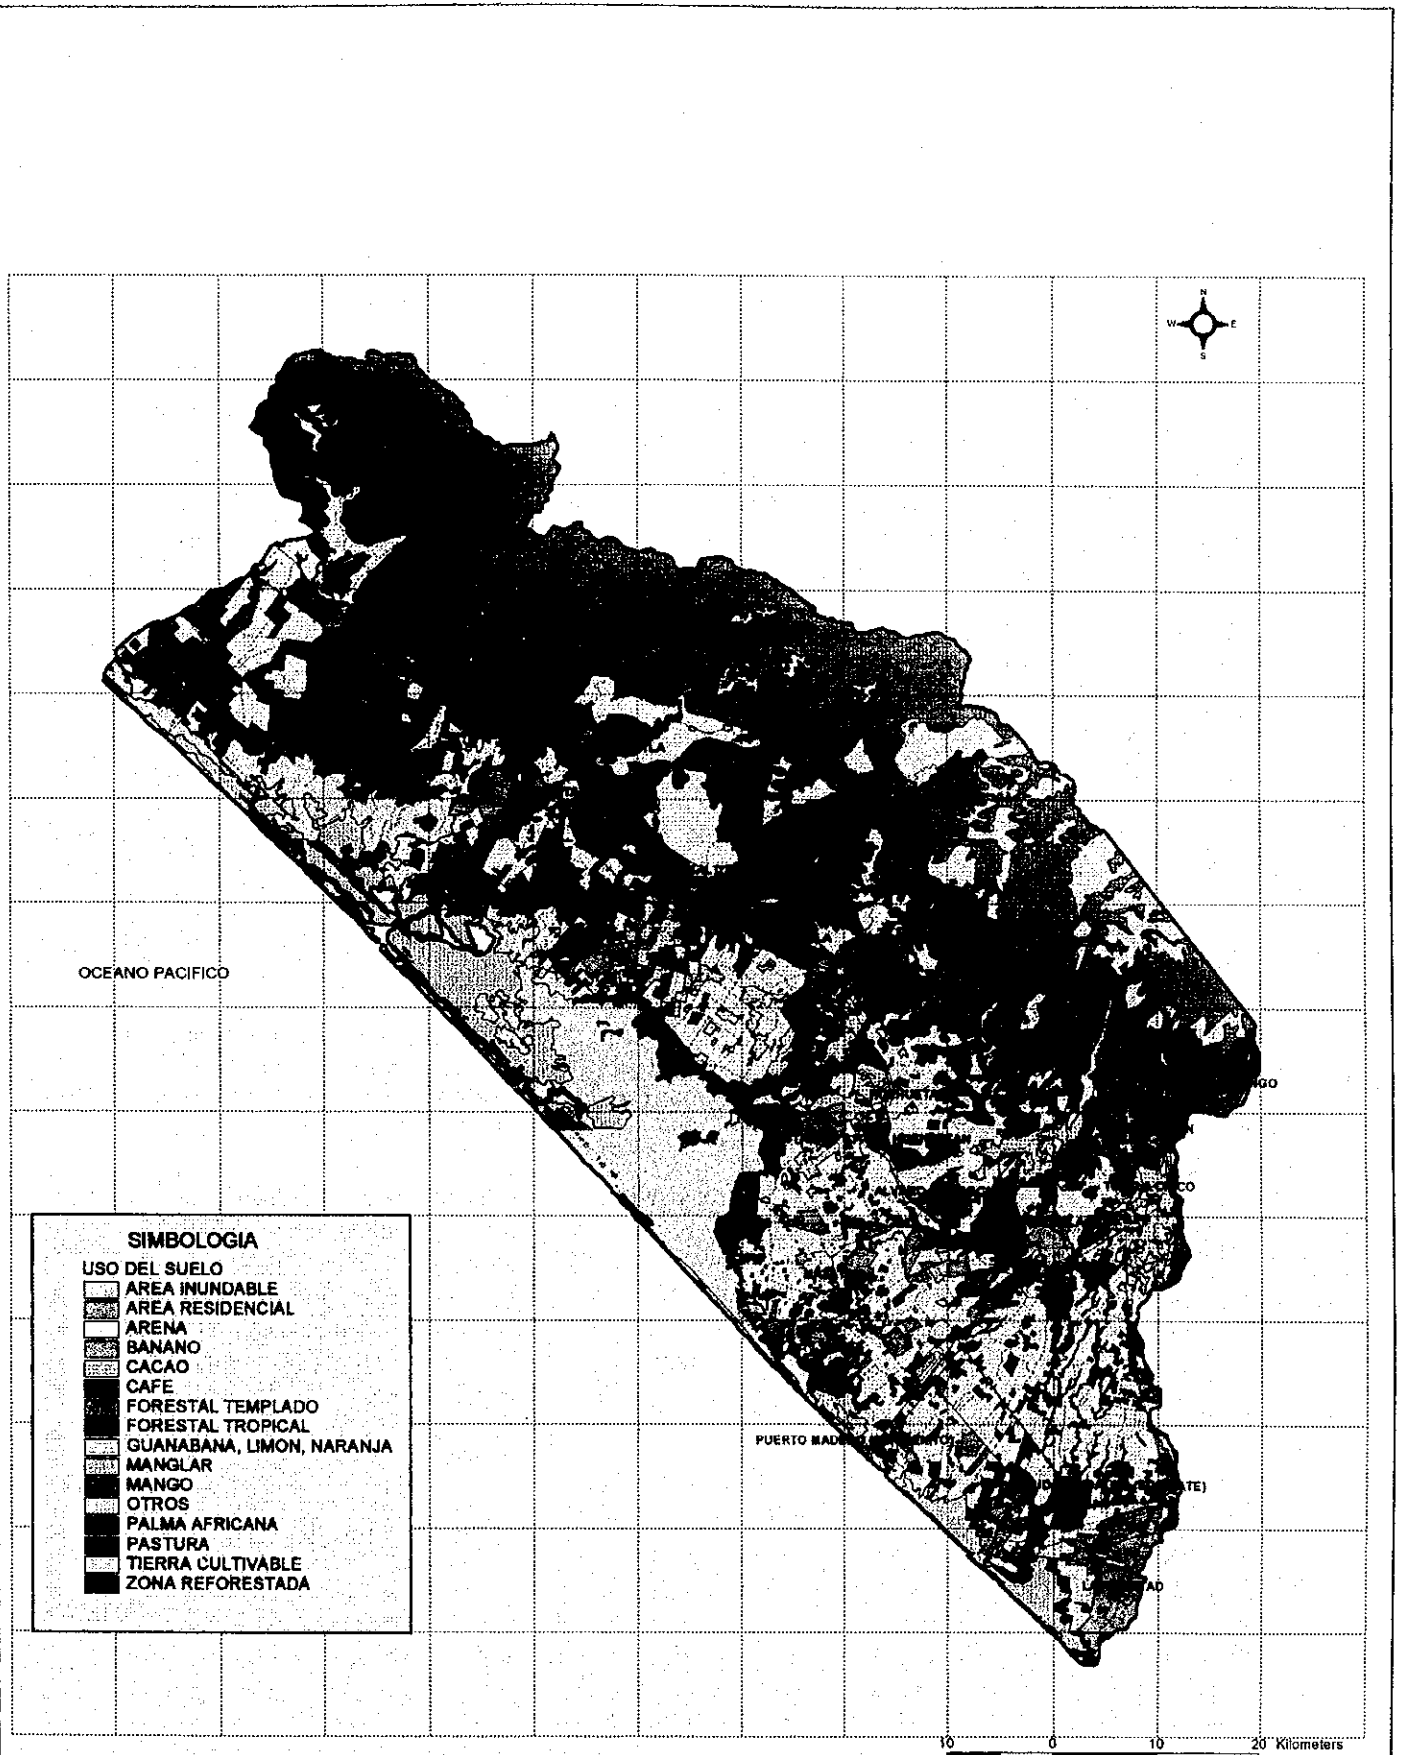 N
W E
S
OCEANO PACIFICO
SIMBOLOGIA
USO DEL SUELO
AREA INUNDABLE
AREA RESIDENCIAL
ARENA
BANANO
CACAO
CAFE
FORESTAL TEMPLADO
FORESTAL TROPICAL
GUANABANA, LIMON, NARANJA
MANGLAR
MANGO
OTROS
PALMA AFRICANA
PASTURA
TIERRA CULTIVABLE
ZONA REFORESTADA
PUERTO
10 0 10 20 Kilometers